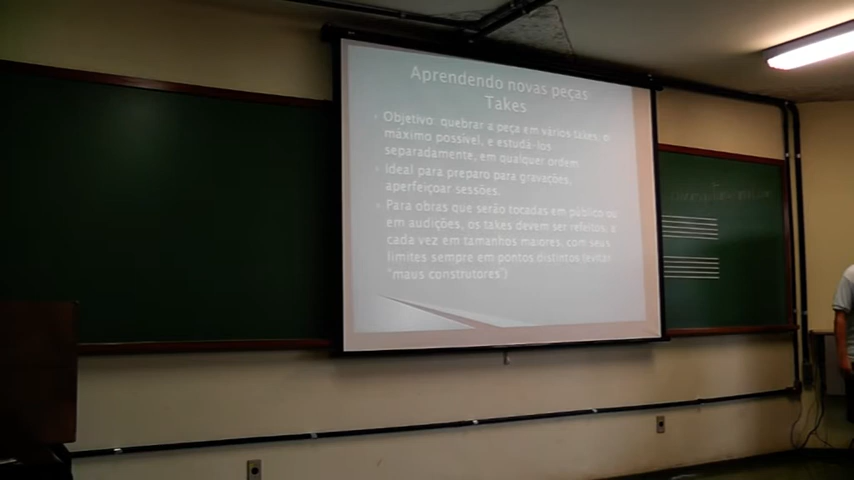 Aprendendo novas peças
Takes
Objetivo: quebrar a peça em vários takes, o
máximo possível, e estudá-los
separadamente, em qualquer ordem.
Ideal para preparo para gravações,
aperfeiçoar sessões.
Para obras que serão tocadas em público ou
em audições, os takes devem ser refeitos, e
cada vez em tamanhos maiores, com seus
limites sempre em pontos distintos (evitar
"maus construtores")